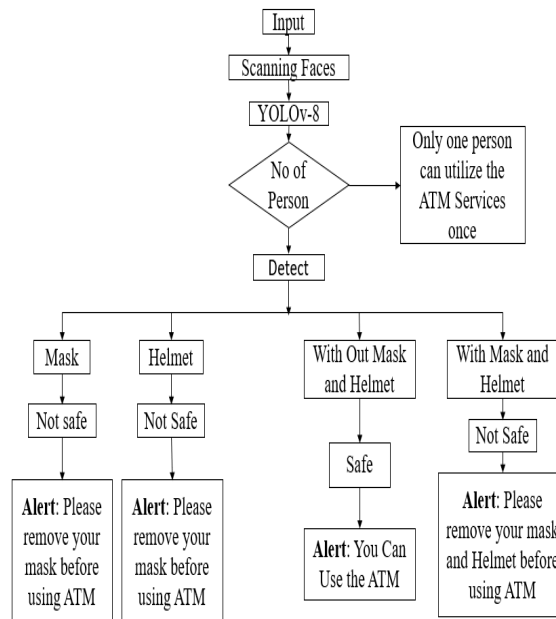 Input
Scanning Faces
YOLOv-8
No of
Person
Only one person
can utilize the
ATM Services
once
Detect
Mask
Not safe
Alert: Please
remove your
mask before
using ATM
Helmet
Not Safe
Alert: Please
remove your
mask before
using ATM
With Out Mask
and Helmet
Safe
Alert: You Can
Use the ATM
With Mask and
Helmet
Not Safe
Alert: Please
remove your mask
and Helmet before
using ATM